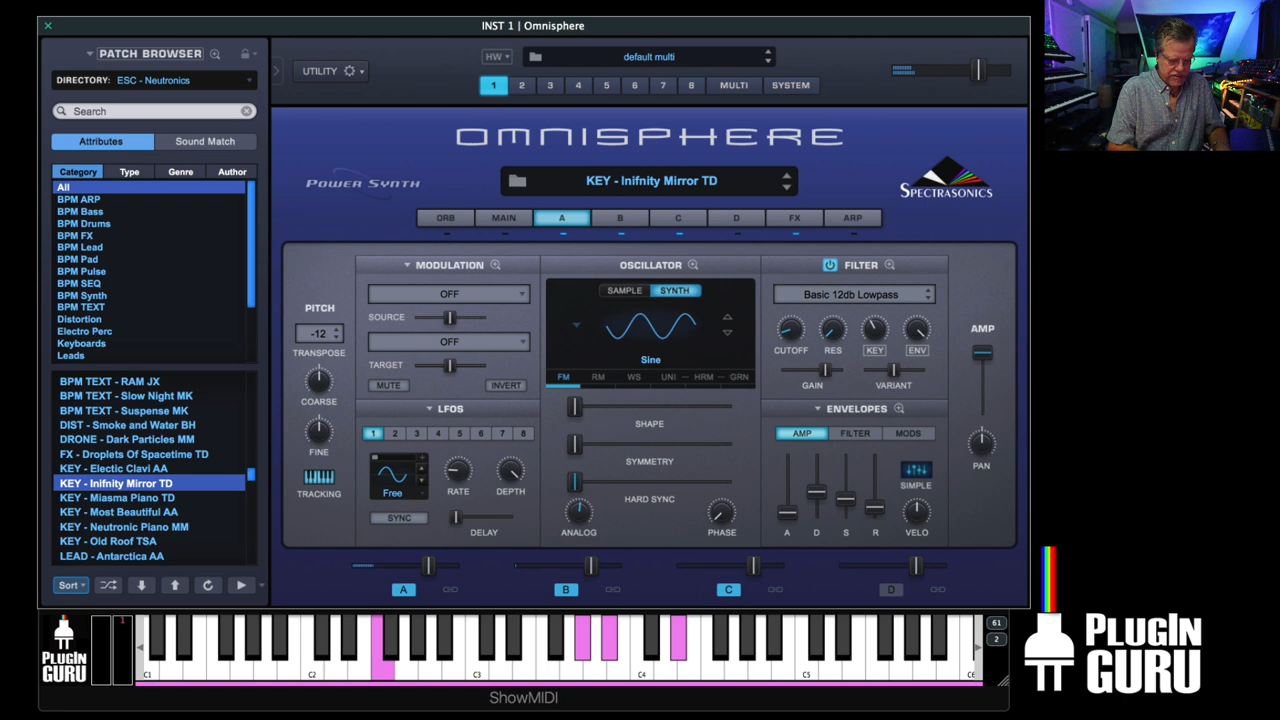 INST 1 | Omnisphere
PATCH BROWSER
DIRECTORY: ESC - Neutronics
Search
Attributes Sound Match
Category Type Genre Author
All
BPM ARP
BPM Bass
BPM Drums
BPM FX
BPM Lead
BPM Pad
BPM Pulse
BPM SEQ
BPM Synth
BPM TEXT
Distortion
Electro Perc
Keyboards
Leads
BPM TEXT - RAM JX
BPM TEXT - Slow Night MK
BPM TEXT - Suspense MK
DIST - Smoke and Water BH
DRONE - Dark Particles MM
FX - Droplets Of Spacetime TD
KEY - Electic Clavi AA
KEY - Inifnity Mirror TD
KEY - Miasma Piano TD
KEY - Most Beautiful AA
KEY - Neutronic Piano MM
KEY - Old Roof TSA
LEAD - Antarctica AA
Sort
UTILITY
HW default multi
1 2 3 4 5 6 7 8 MULTI SYSTEM
OMNISPHERE
POWER SYNTH
KEY - Inifnity Mirror TD
SPECTRASONICS
ORB MAIN A B C D FX ARP
PITCH
-12
TRANSPOSE
COARSE
FINE
TRACKING
MODULATION
OFF
SOURCE
OFF
TARGET
MUTE INVERT
LFOS
1 2 3 4 5 6 7 8
Free
RATE DEPTH
SYNC
DELAY
OSCILLATOR
SAMPLE SYNTH
Sine
FM RM WS UNI HRM GRN
SHAPE
SYMMETRY
HARD SYNC
ANALOG PHASE
FILTER
Basic 12db Lowpass
CUTOFF RES KEY ENV
GAIN VARIANT
ENVELOPES
AMP FILTER MODS
SIMPLE
A D S R VELO
AMP
PAN
A B C D
PLUGIN
GURU
1
C1 C2 C3 C4 C5 C6
61
2
ShowMIDI
PLUGIN
GURU